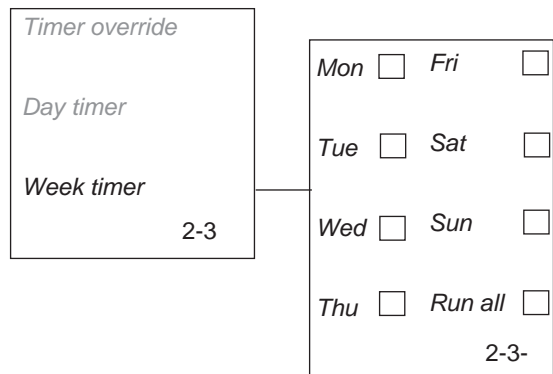 Timer override
Day timer
Week timer
2-3
Mon Fri
Tue Sat
Wed Sun
Thu Run all
2-3-